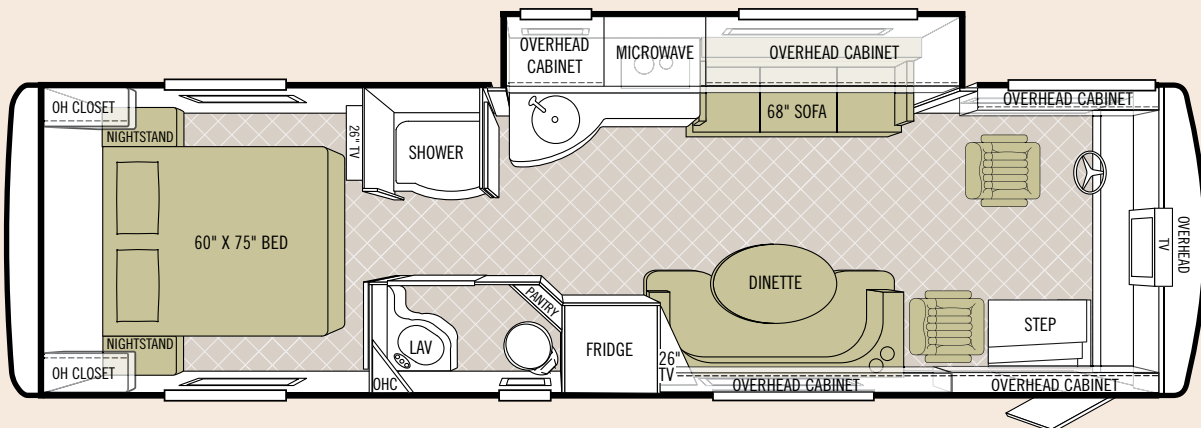 OVERHEAD
CABINET
MICROWAVE
OVERHEAD CABINET
OH CLOSET
NIGHTSTAND
26" TV
SHOWER
68" SOFA
OVERHEAD CABINET
60" X 75" BED
OVERHEAD
TV
DINETTE
PANTRY
NIGHTSTAND
LAV
FRIDGE
26"
TV
STEP
OH CLOSET
OHC
OVERHEAD CABINET
OVERHEAD CABINET